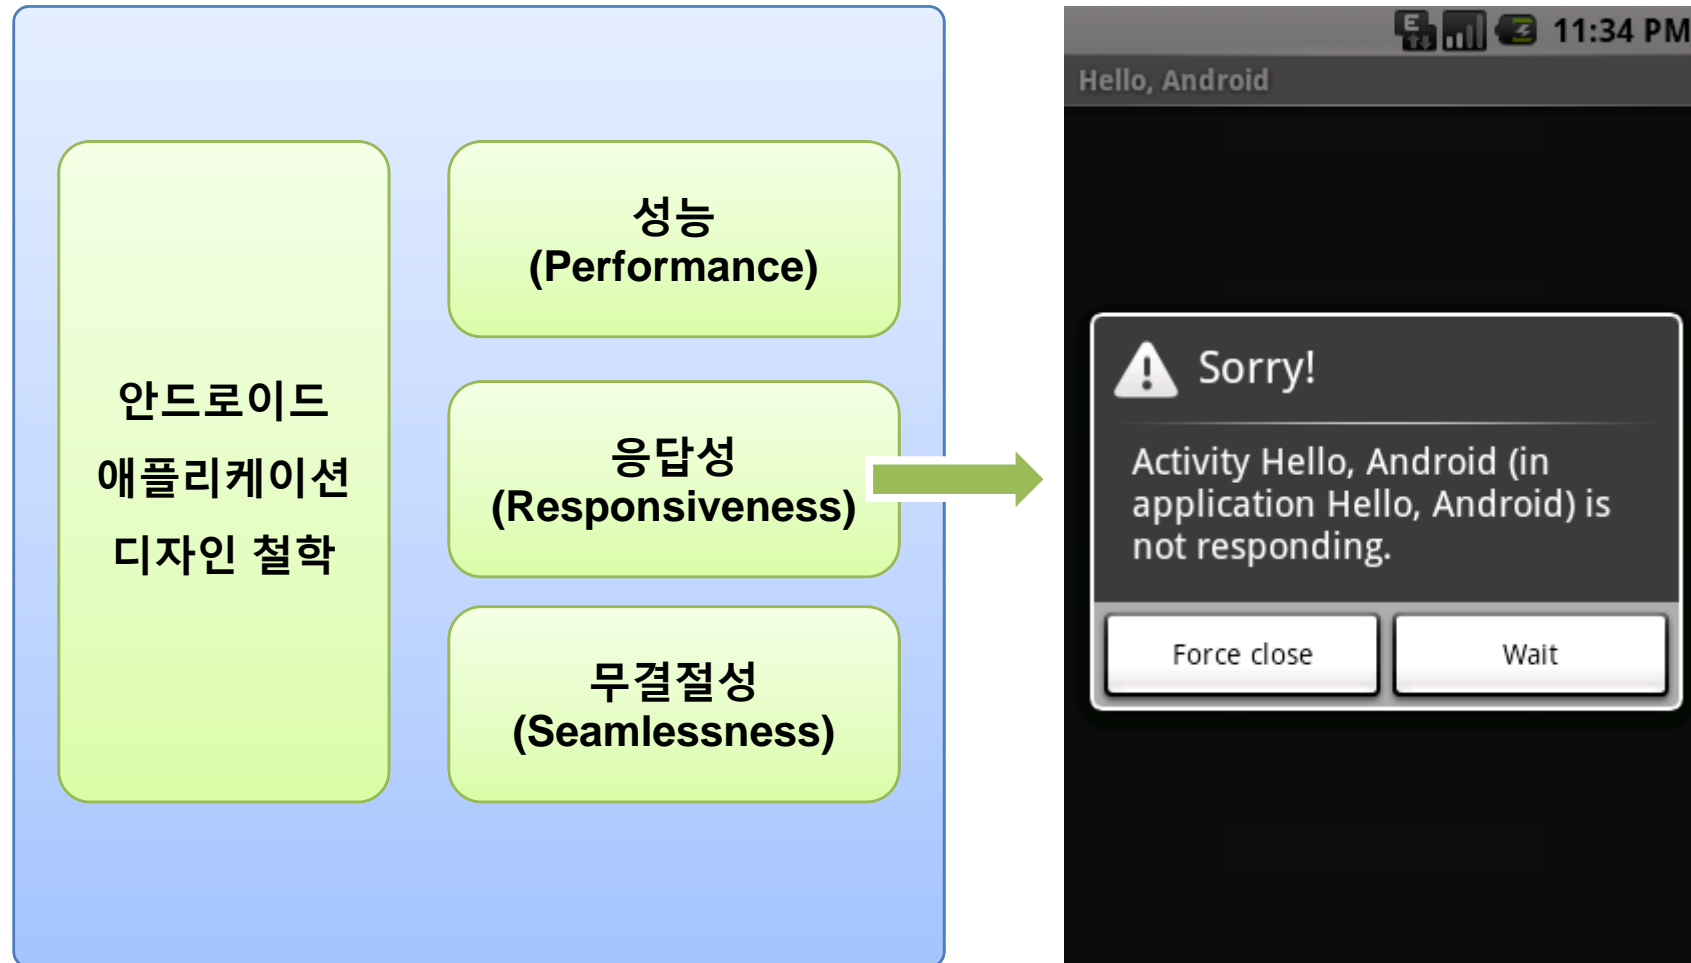 안드로이드
애플리케이션
디자인 철학
성능
(Performance)
응답성
(Responsiveness)
무결절성
(Seamlessness)
11:34 PM
Hello, Android
Sorry!
Activity Hello, Android (in
application Hello, Android) is
not responding.
Force close
Wait